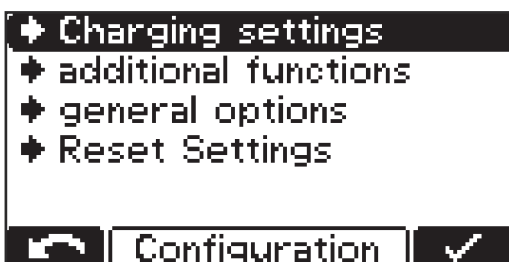 Charging settings
additional functions
general options
Reset Settings
Configuration